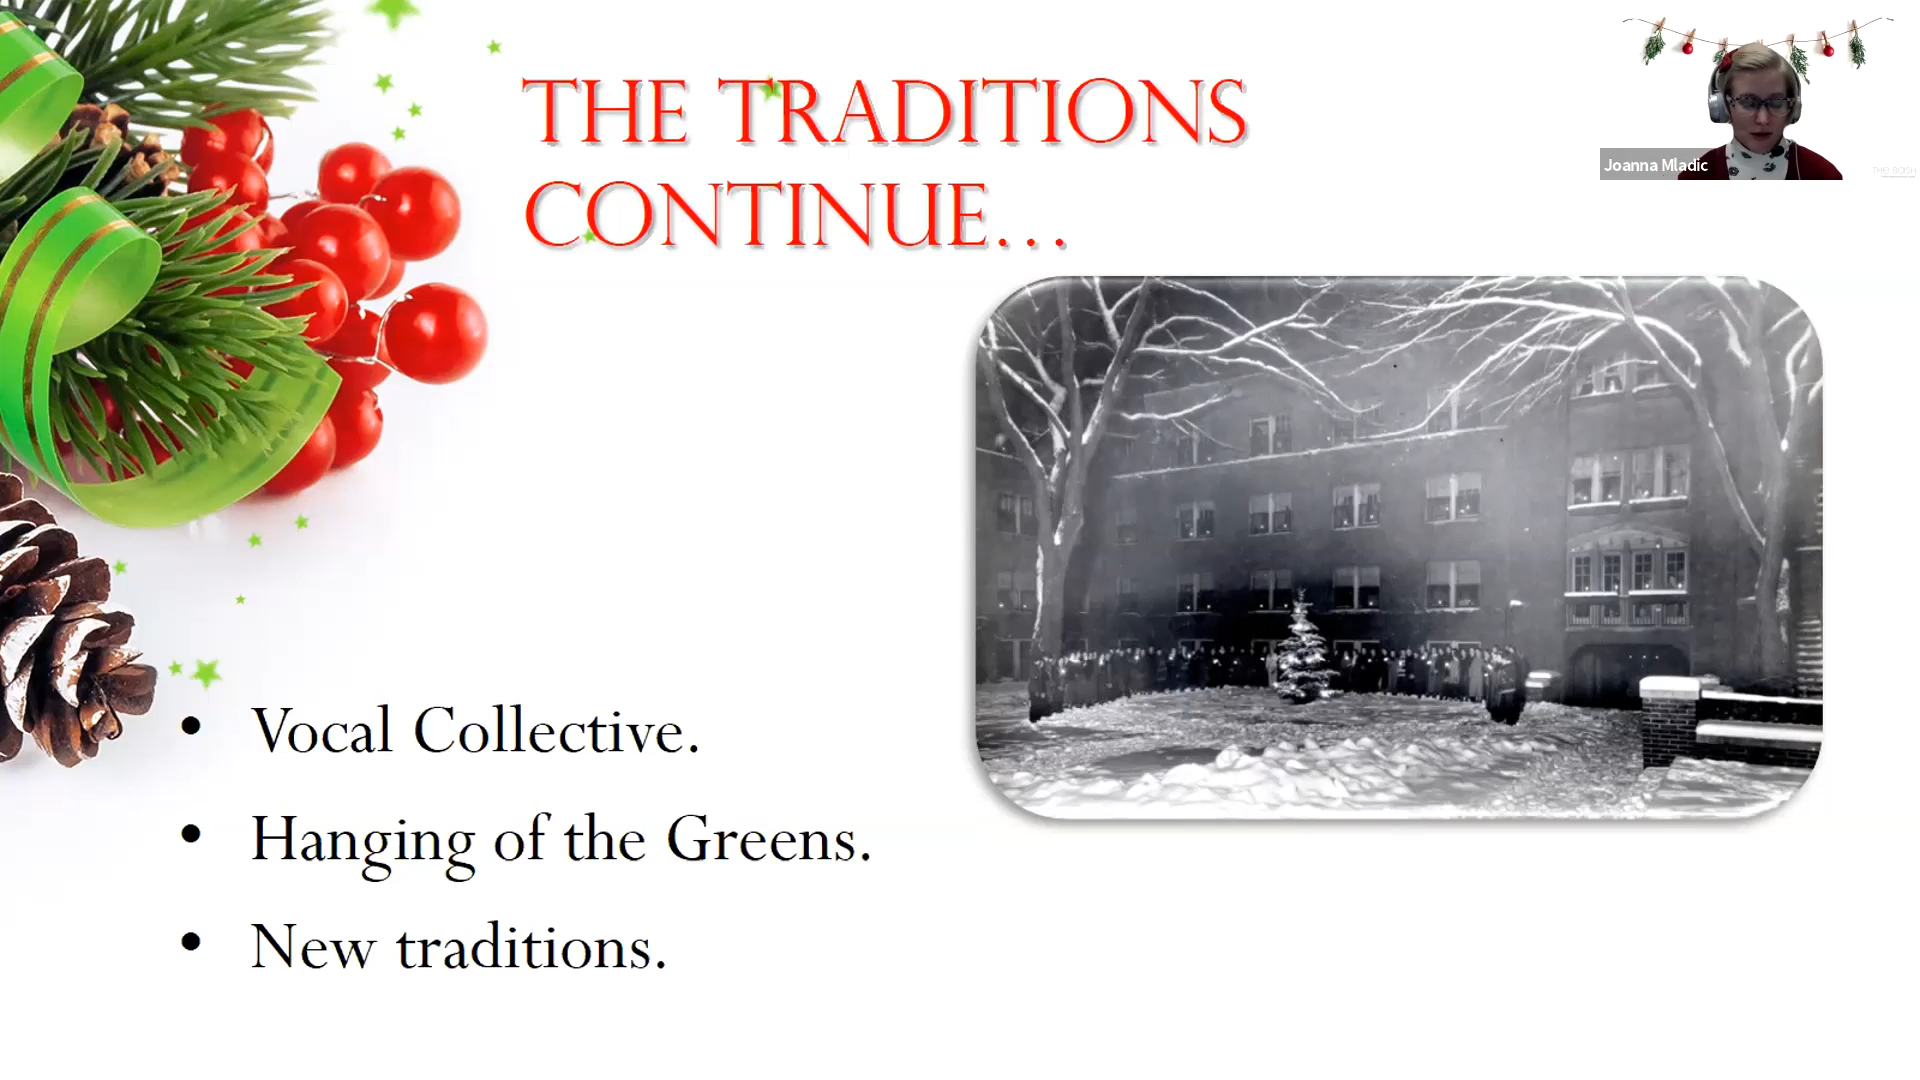 THE TRADITIONS
CONTINUE...
Joanna Mladic
• Vocal Collective.
• Hanging of the Greens.
• New traditions.